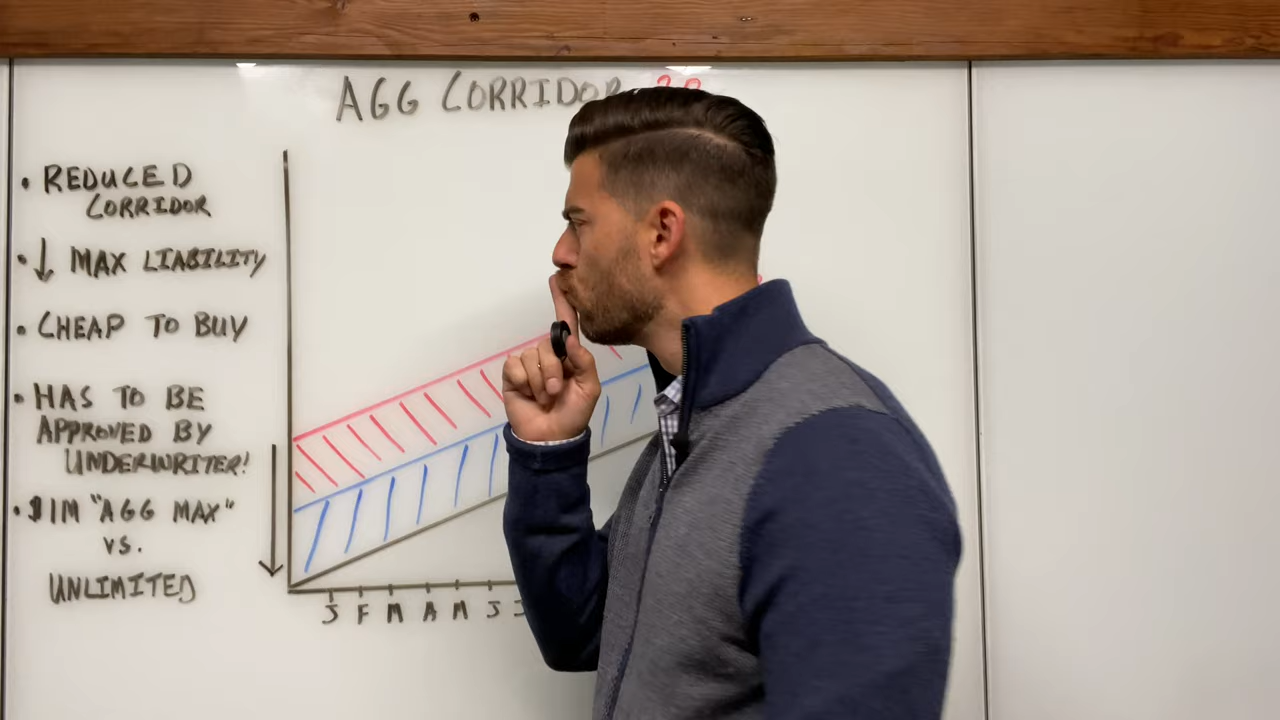 AGG CORRIDOR
• REDUCED
CORRIDOR
• ↓ MAX LIABILITY
• CHEAP TO BUY
• HAS TO BE
APPROVED BY
UNDERWRITER!
• $1M "AGG MAX"
VS.
UNLIMITED
J F M A M J